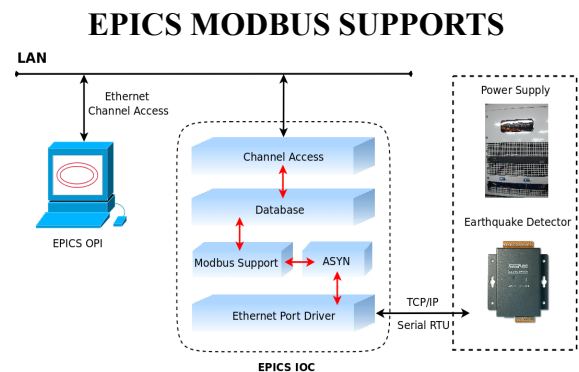 EPICS MODBUS SUPPORTS
LAN
Ethernet
Channel Access
EPICS OPI
Channel Access
Database
Modbus Support
ASYN
Ethernet Port Driver
EPICS IOC
TCP/IP
Serial RTU
Power Supply
Earthquake Detector